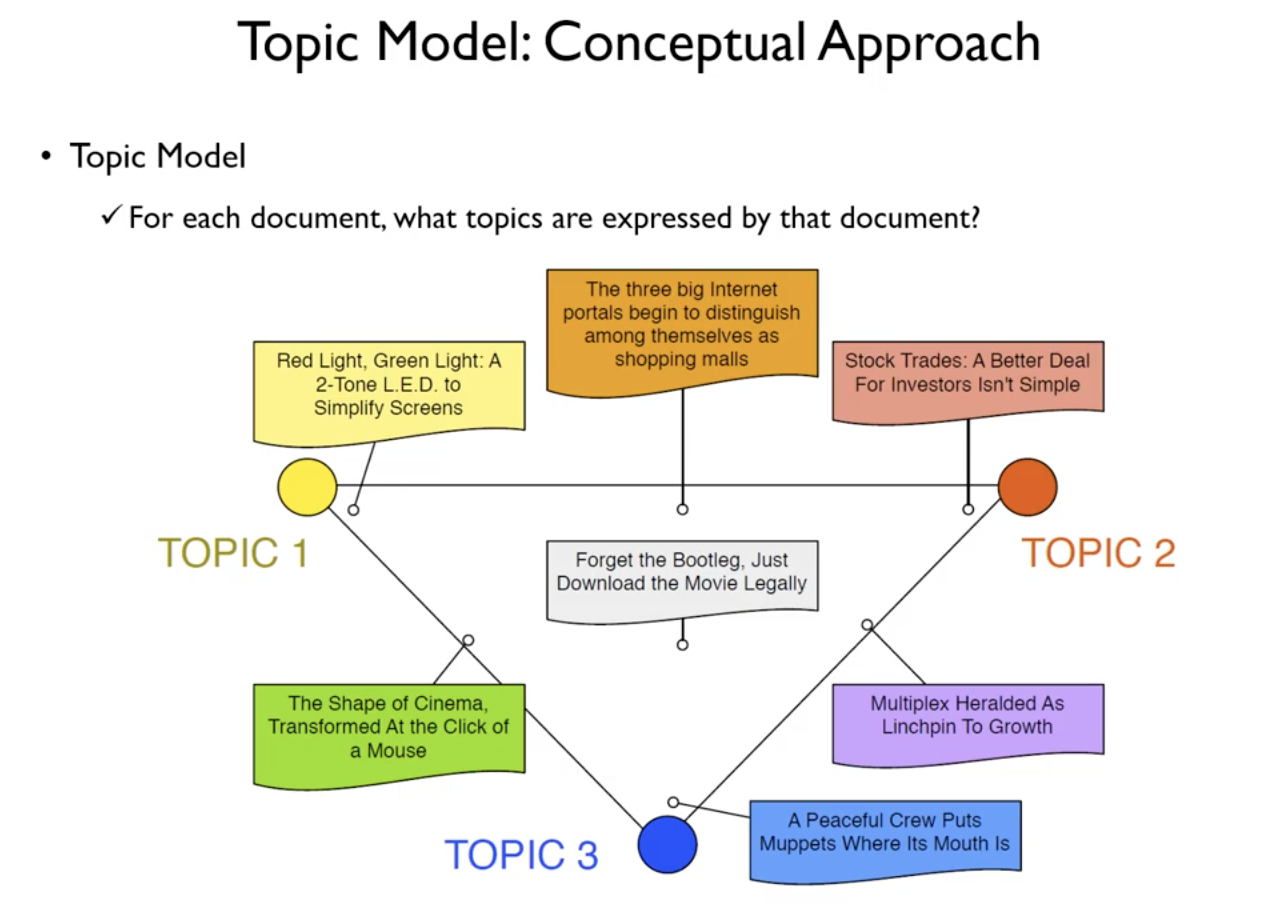 Topic Model: Conceptual Approach
• Topic Model
✓ For each document, what topics are expressed by that document?
The three big Internet
portals begin to distinguish
among themselves as
shopping malls
Red Light, Green Light: A
2-Tone L.E.D. to
Simplify Screens
Stock Trades: A Better Deal
For Investors Isn't Simple
TOPIC 1
TOPIC 2
Forget the Bootleg, Just
Download the Movie Legally
The Shape of Cinema,
Transformed At the Click of
a Mouse
Multiplex Heralded As
Linchpin To Growth
TOPIC 3
A Peaceful Crew Puts
Muppets Where Its Mouth Is